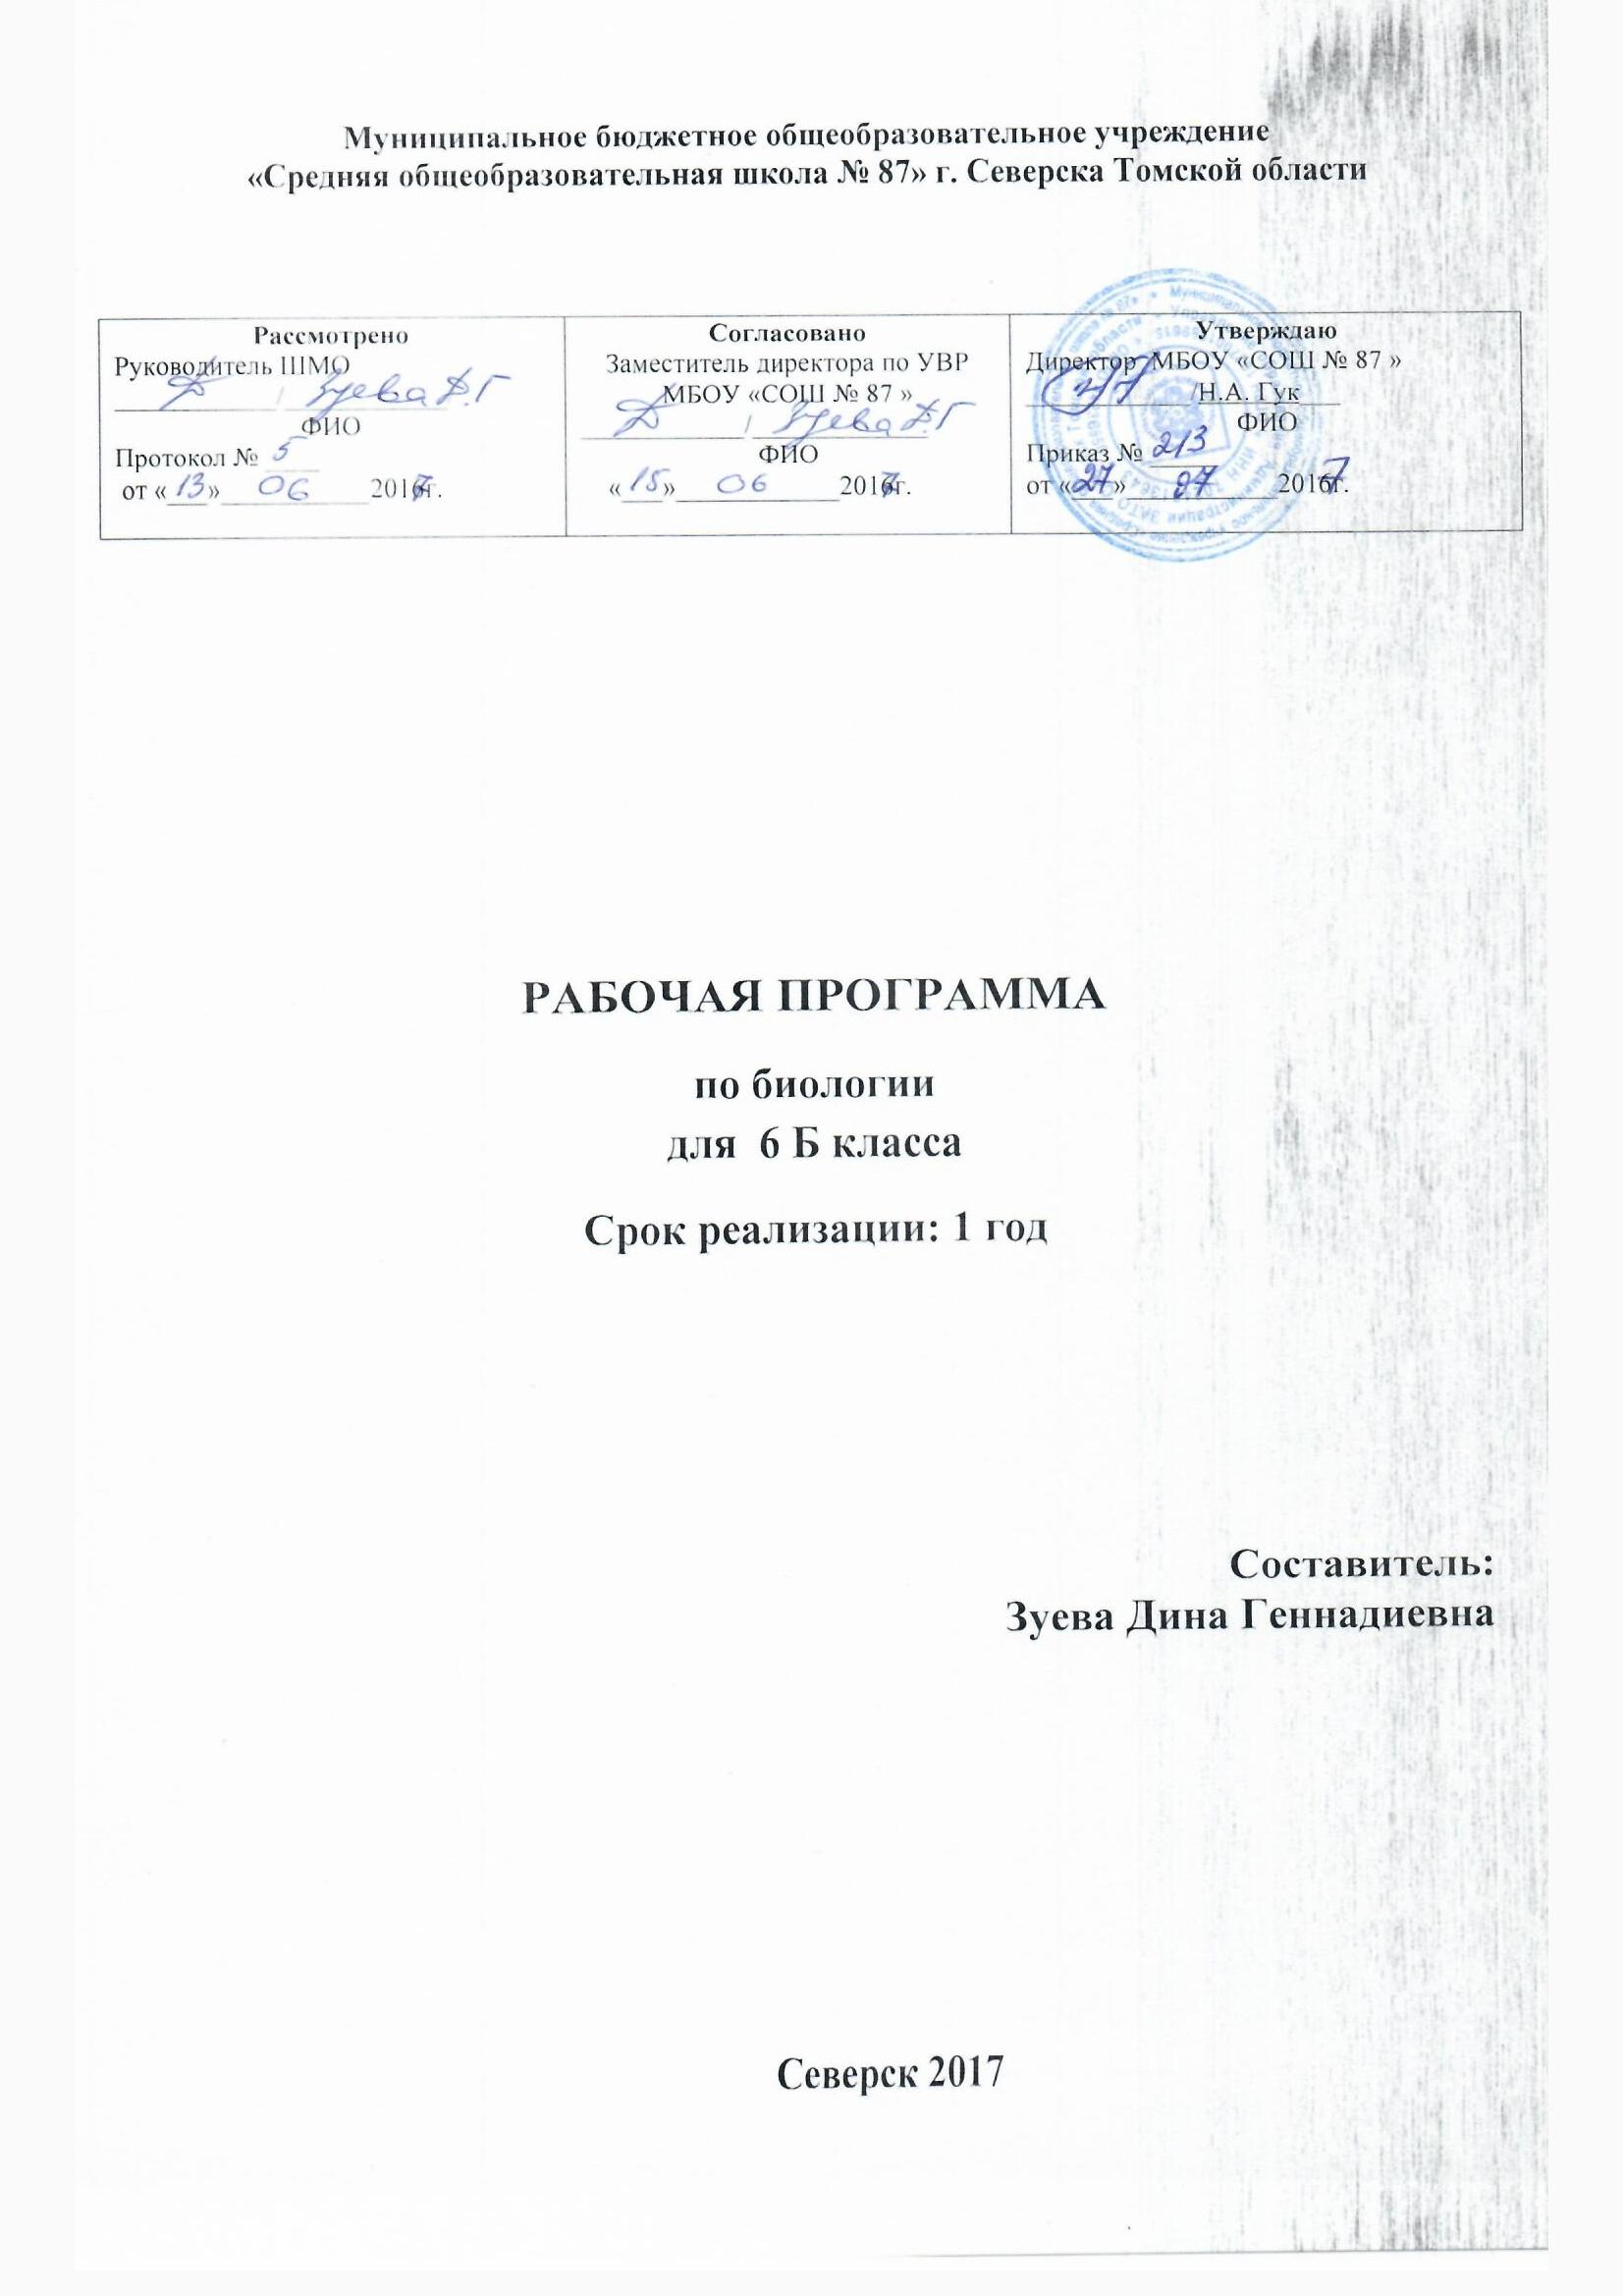 Муниципальное бюджетное общеобразовательное учреждение
«Средняя общеобразовательная школа № 87» г. Северска Томской области
Рассмотрено
Руководитель ШМО
/ Зуева Д.Г
ФИО
Протокол № 5
от «13» 06 2017г.
Согласовано
Заместитель директора по УВР
МБОУ «СОШ № 87 »
/ Зуева Д.Г
ФИО
«15» 06 2017г.
Утверждаю
Директор МБОУ «СОШ № 87 »
/Н.А. Гук
ФИО
Приказ № 213
от «27» 07 2017г.
РАБОЧАЯ ПРОГРАММА
по биологии
для 6 Б класса
Срок реализации: 1 год
Составитель:
Зуева Дина Геннадиевна
Северск 2017